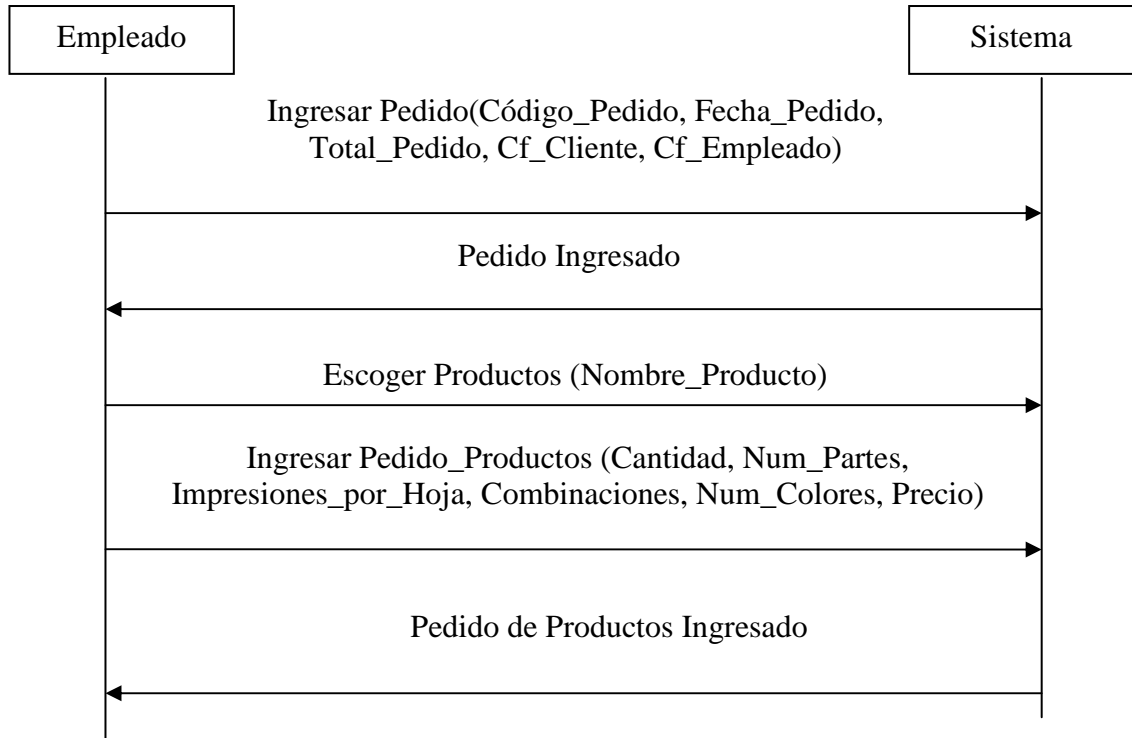 Empleado
Sistema
Ingresar Pedido(Código_Pedido, Fecha_Pedido,
Total_Pedido, Cf_Cliente, Cf_Empleado)
Pedido Ingresado
Escoger Productos (Nombre_Producto)
Ingresar Pedido_Productos (Cantidad, Num_Partes,
Impresiones_por_Hoja, Combinaciones, Num_Colores, Precio)
Pedido de Productos Ingresado